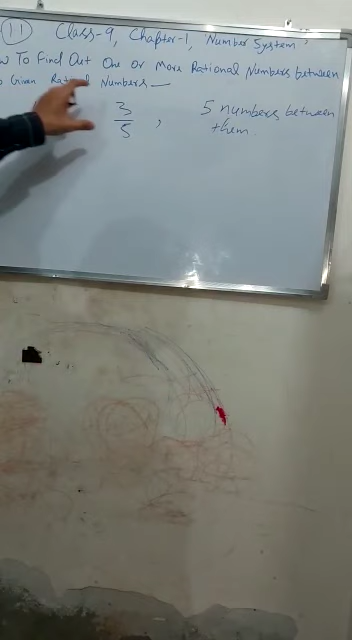 (11) Class-9, Chapter-1, Number System
w To Find Out One Or More Rational Numbers between
Given Rational Numbers —
3/5 , 5 numbers between
them.